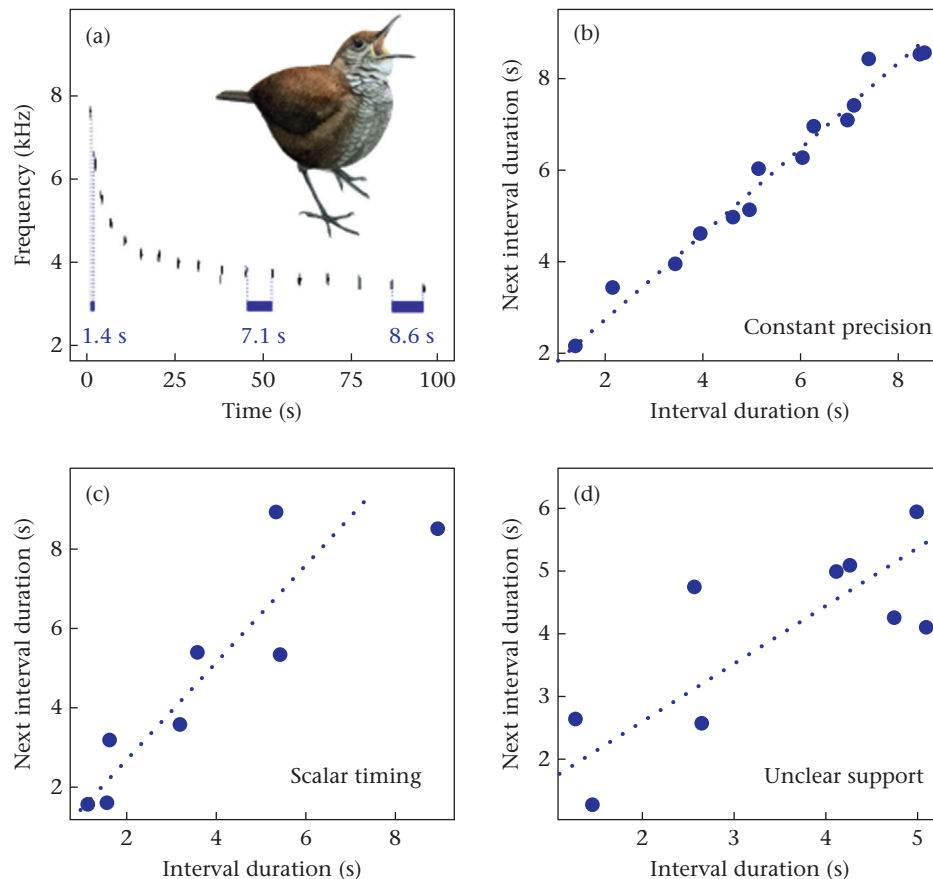 (a)
Frequency (kHz)
8
6
4
2
1.4 s
7.1 s
8.6 s
0
25
50
75
100
Time (s)
(b)
Next interval duration (s)
8
6
4
2
Constant precision
2
4
6
8
Interval duration (s)
(c)
Next interval duration (s)
8
6
4
2
Scalar timing
2
4
6
8
Interval duration (s)
(d)
Next interval duration (s)
6
5
4
3
2
Unclear support
2
3
4
5
Interval duration (s)